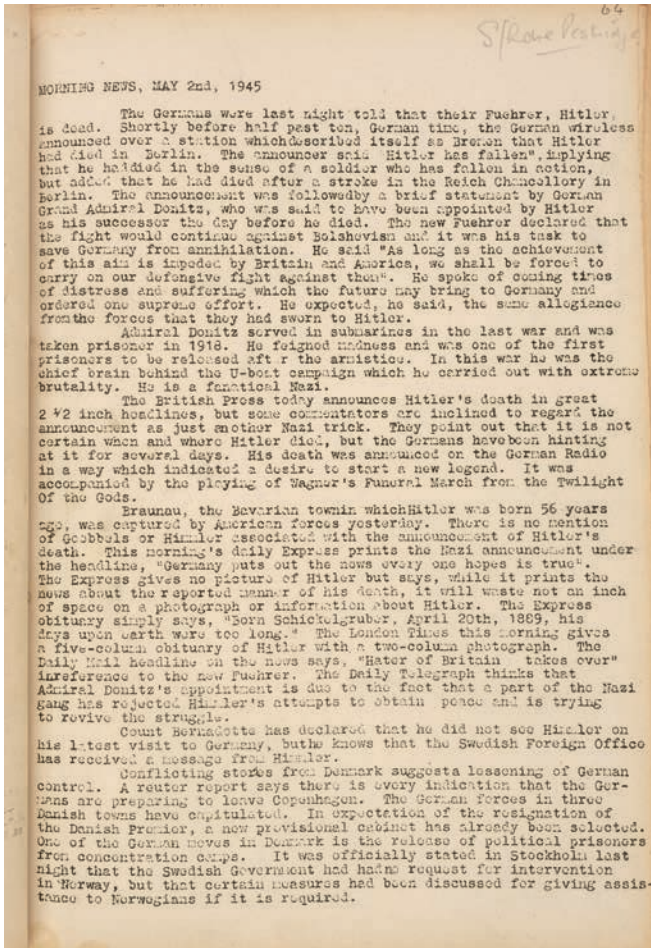 64
MORNING NEWS, MAY 2nd, 1945
The Germans were last night told that their Fuehrer, Hitler,
is dead. Shortly before half past ten, German time, the German wireless
announced over a station whichdescribed itself as Bremen that Hitler
had died in Berlin. The announcer said "Hitler has fallen", implying
that he haddied in the sense of a soldier who has fallen in action,
but added that he had died after a stroke in the Reich Chancellory in
Berlin. The announcement was followedby a brief statement by German
Grand Admiral Donitz, who was said to have been appointed by Hitler
as his successor the day before he died. The new Fuehrer declared that
the fight would continue against Bolshevism and it was his task to
save Germany from annihilation. He said "As long as the achievement
of this aim is impeded by Britain and America, we shall be forced to
carry on our defensive fight against them". He spoke of coming times
of distress and suffering which the future may bring to Germany and
ordered one supreme effort. He expected, he said, the same allegiance
fromthe forces that they had sworn to Hitler.
Admiral Donitz served in submarines in the last war and was
taken prisoner in 1918. He feigned madness and was one of the first
prisoners to be released aft r the armistice. In this war he was the
chief brain behind the U-boat campaign which he carried out with extreme
brutality. He is a fanatical Nazi.
The British Press today announces Hitler's death in great
2 1/2 inch headlines, but some commentators are inclined to regard the
announcement as just another Nazi trick. They point out that it is not
certain when and where Hitler died, but the Germans havebeen hinting
at it for several days. His death was announced on the German Radio
in a way which indicated a desire to start a new legend. It was
accompanied by the playing of Wagner's Funeral March from the Twilight
Of the Gods.
Braunau, the Bavarian townin whichHitler was born 56 years
ago, was captured by American forces yesterday. There is no mention
of Goebbels or Himmler associated with the announcement of Hitler's
death. This morning's daily Express prints the Nazi announcement under
the headline, "Germany puts out the news every one hopes is true".
The Express gives no picture of Hitler but says, while it prints the
news about the reported manner of his death, it will waste not an inch
of space on a photograph or information about Hitler. The Express
obituary simply says, "Born Schickelgruber, April 20th, 1889, his
days upon earth were too long." The London Times this morning gives
a five-column obituary of Hitler with a two-column photograph. The
Daily Mail headline on the news says, "Hater of Britain takes over"
inreference to the new Fuehrer. The Daily Telegraph thinks that
Admiral Donitz's appointment is due to the fact that a part of the Nazi
gang has rejected Himmler's attempts to obtain peace and is trying
to revive the struggle.
Count Bernadotte has declared that he did not see Himmler on
his latest visit to Germany, buthe knows that the Swedish Foreign Office
has received a message from Himmler.
Conflicting stories from Denmark suggesta lessening of German
control. A reuter report says there is every indication that the Ger-
mans are preparing to leave Copenhagen. The German forces in three
Danish towns have capitulated. In expectation of the resignation of
the Danish Premier, a new provisional cabinet has already been selected.
One of the German moves in Denmark is the release of political prisoners
from concentration camps. It was officially stated in Stockholm last
night that the Swedish Government had hadno request for intervention
in Norway, but that certain measures had been discussed for giving assis-
tance to Norwegians if it is required.